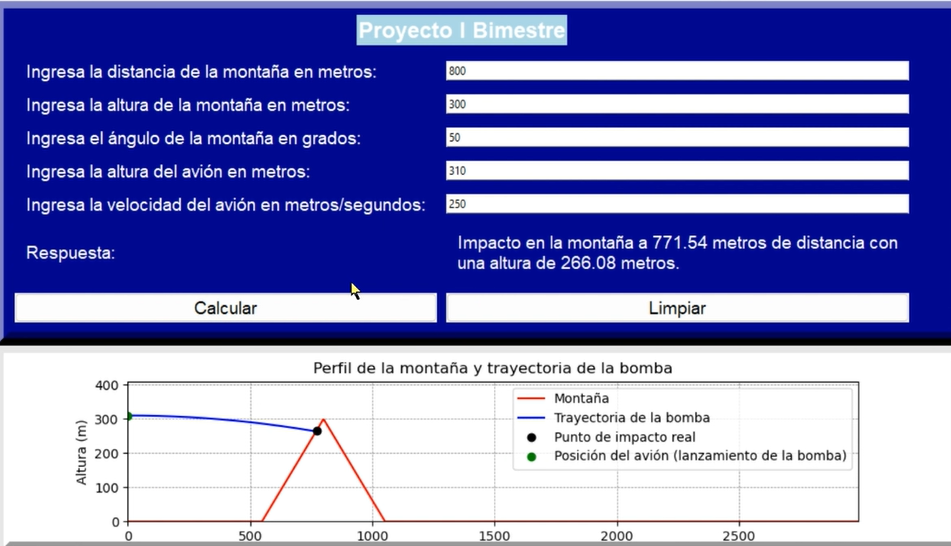 Proyecto I Bimestre
Ingresa la distancia de la montaña en metros: 800
Ingresa la altura de la montaña en metros: 300
Ingresa el ángulo de la montaña en grados: 50
Ingresa la altura del avión en metros: 310
Ingresa la velocidad del avión en metros/segundos: 250
Respuesta: Impacto en la montaña a 771.54 metros de distancia con
una altura de 266.08 metros.
Calcular Limpiar
Perfil de la montaña y trayectoria de la bomba
Altura (m)
400
300
200
100
0
Montaña
Trayectoria de la bomba
Punto de impacto real
Posición del avión (lanzamiento de la bomba)
0 500 1000 1500 2000 2500